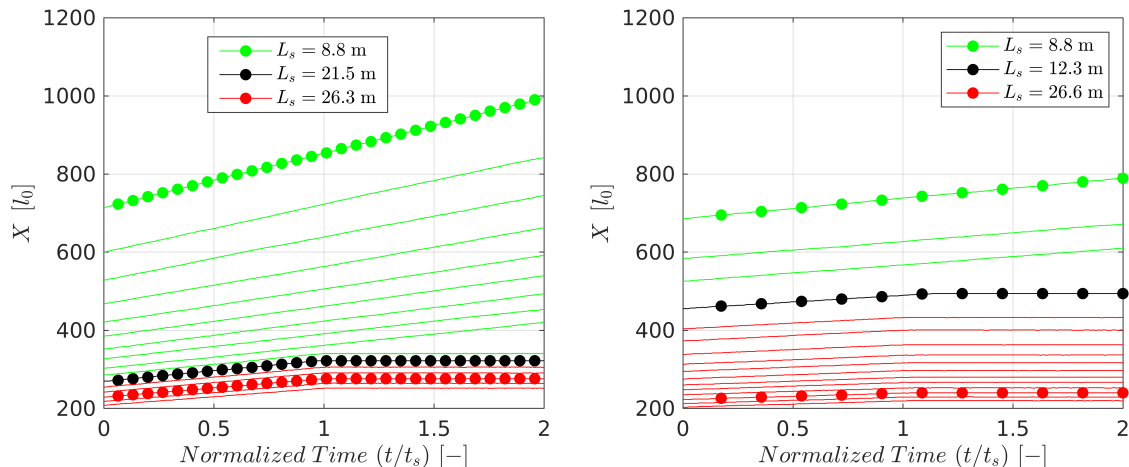 1200
1000
800
600
400
200
X [l0]
0
0.5
1
1.5
2
Normalized Time (t/ts) [−]
Ls = 8.8 m
Ls = 21.5 m
Ls = 26.3 m
1200
1000
800
600
400
200
X [l0]
0
0.5
1
1.5
2
Normalized Time (t/ts) [−]
Ls = 8.8 m
Ls = 12.3 m
Ls = 26.6 m